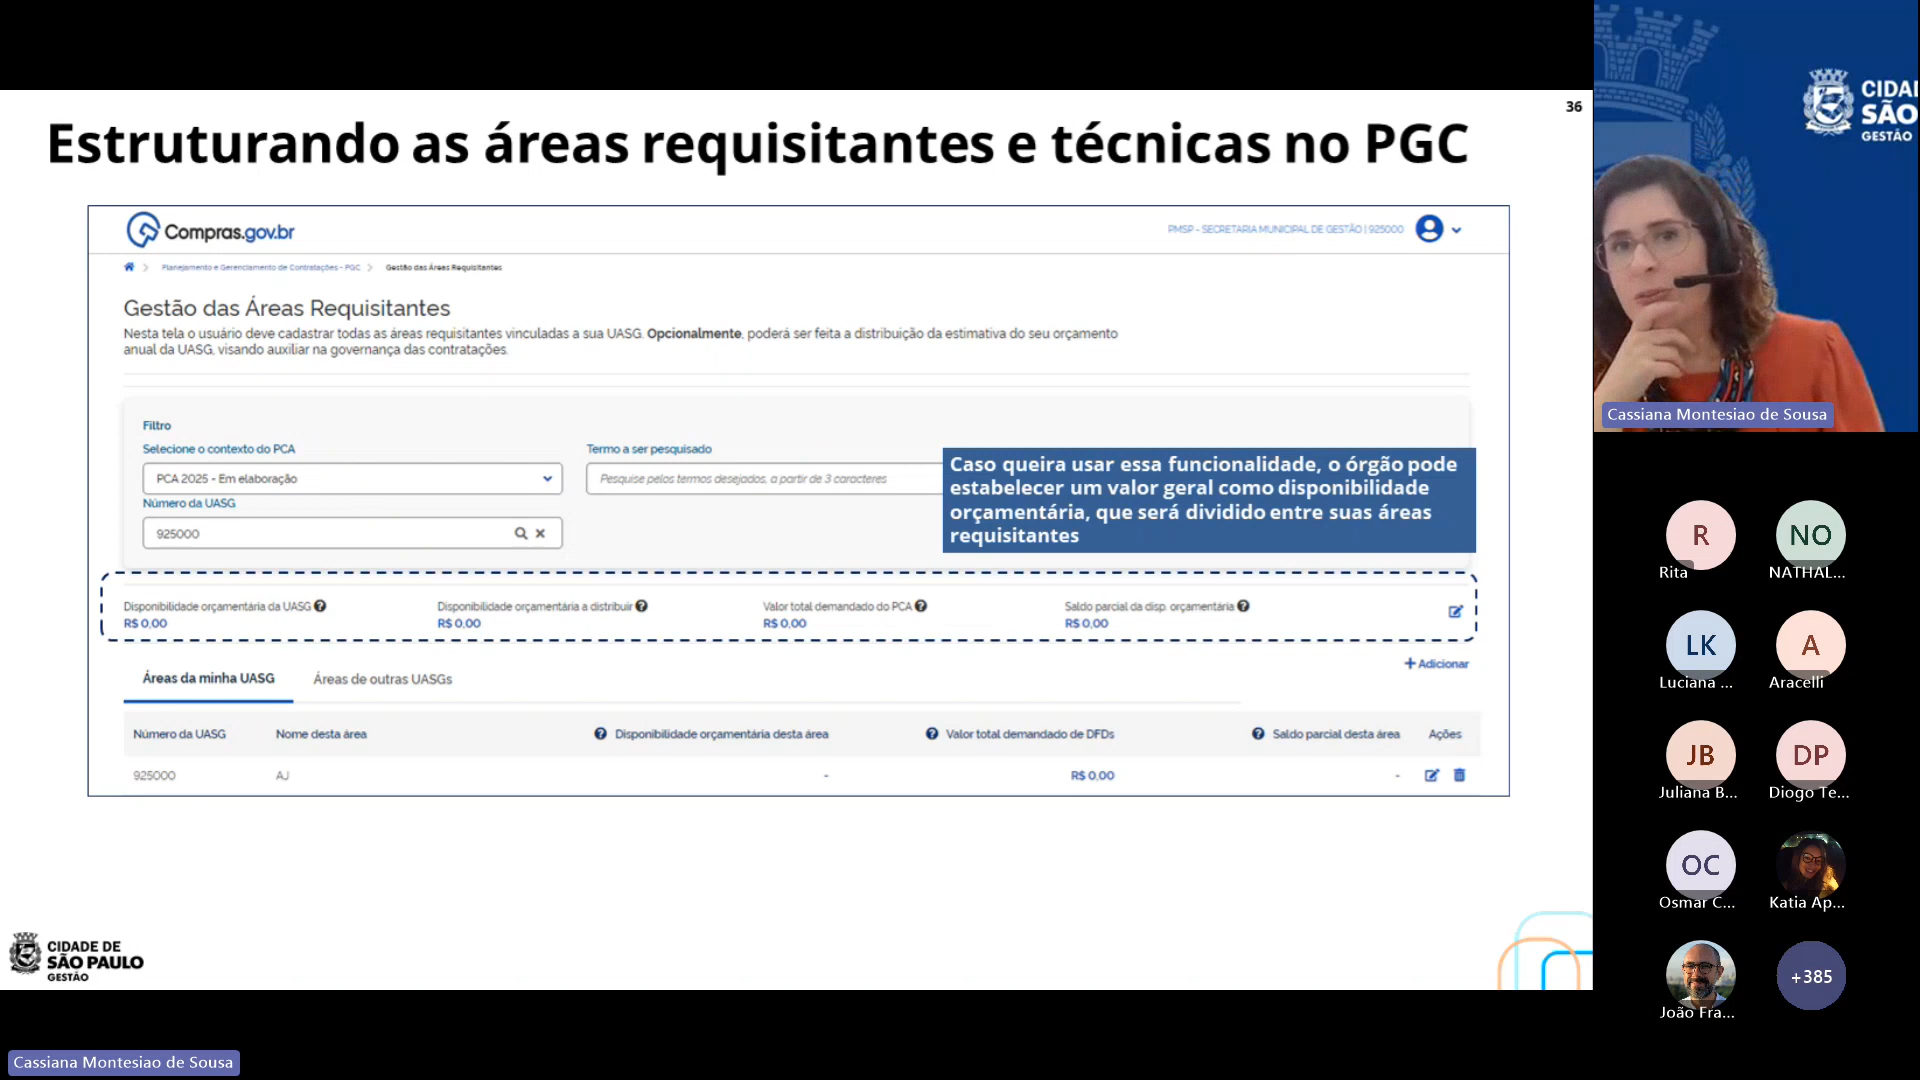 36
Estruturando as áreas requisitantes e técnicas no PGC
Compras.gov.br
PMSP - SECRETARIA MUNICIPAL DE GESTÃO | 925000
Planejamento e Gerenciamento de Contratações - PGC
Gestão das Áreas Requisitantes
Gestão das Áreas Requisitantes
Nesta tela o usuário deve cadastrar todas as áreas requisitantes vinculadas a sua UASG. Opcionalmente, poderá ser feita a distribuição da estimativa do seu orçamento
anual da UASG, visando auxiliar na governança das contratações.
Filtro
Selecione o contexto do PCA
PCA 2025 - Em elaboração
Termo a ser pesquisado
Pesquise pelos termos desejados, a partir de 3 caracteres
Número da UASG
925000
Caso queira usar essa funcionalidade, o órgão pode
estabelecer um valor geral como disponibilidade
orçamentária, que será dividido entre suas áreas
requisitantes
Disponibilidade orçamentária da UASG
R$ 0,00
Disponibilidade orçamentária a distribuir
R$ 0,00
Valor total demandado do PCA
R$ 0,00
Saldo parcial da disp. orçamentária
R$ 0,00
Adicionar
Áreas da minha UASG
Áreas de outras UASGs
Número da UASG Nome desta área Disponibilidade orçamentária desta área Valor total demandado de DFDs Saldo parcial desta área Ações
925000 AJ - R$ 0,00 -
CIDADE DE
SÃO PAULO
GESTÃO
Cassiana Montesiao de Sousa
CIDA
SÃO
GESTÃO
Cassiana Montesiao de Sousa
R
Rita
NO
NATHAL...
LK
Luciana ...
A
Aracelli
JB
Juliana B...
DP
Diogo Te...
OC
Osmar C...
Katia Ap...
João Fra...
+385